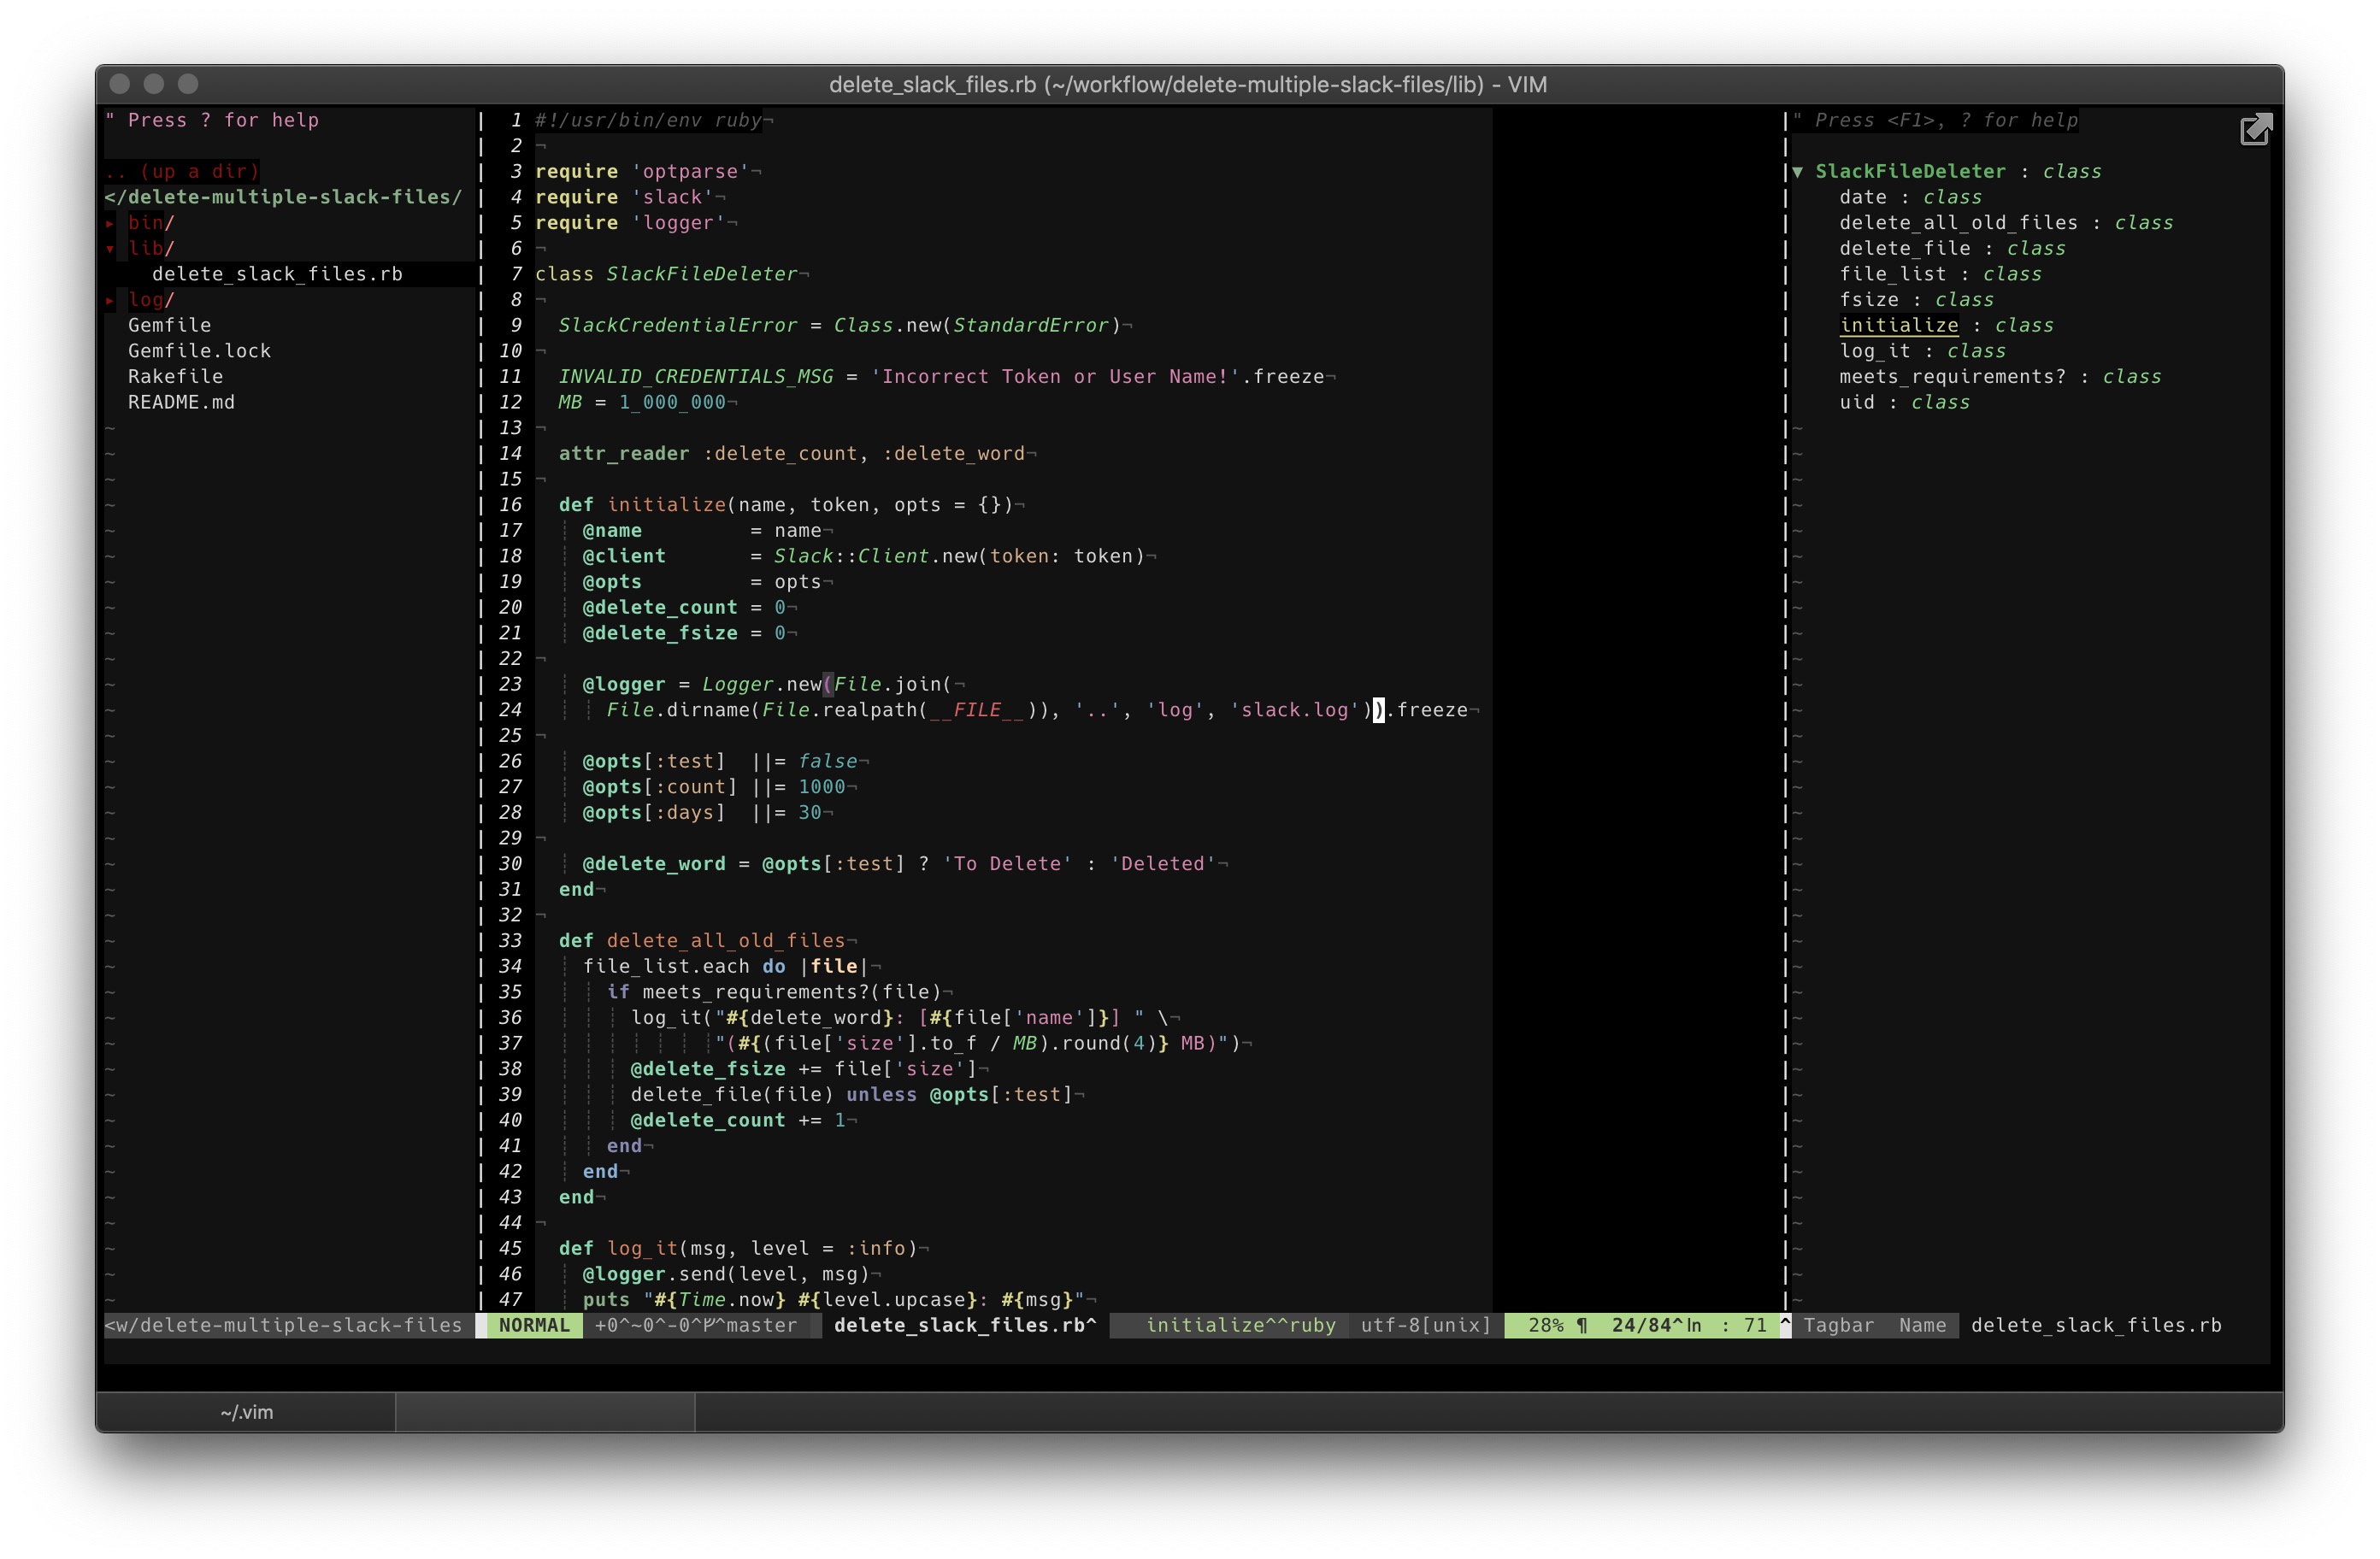 delete_slack_files.rb (~/workflow/delete-multiple-slack-files/lib) - VIM
" Press ? for help
.. (up a dir)
</delete-multiple-slack-files/
▸ bin/
▾ lib/
delete_slack_files.rb
▸ log/
Gemfile
Gemfile.lock
Rakefile
README.md
1 #!/usr/bin/env ruby¬
2 ¬
3 require 'optparse'¬
4 require 'slack'¬
5 require 'logger'¬
6 ¬
7 class SlackFileDeleter¬
8 ¬
9 SlackCredentialError = Class.new(StandardError)¬
10 ¬
11 INVALID_CREDENTIALS_MSG = 'Incorrect Token or User Name!'.freeze¬
12 MB = 1_000_000¬
13 ¬
14 attr_reader :delete_count, :delete_word¬
15 ¬
16 def initialize(name, token, opts = {})¬
17 @name = name¬
18 @client = Slack::Client.new(token: token)¬
19 @opts = opts¬
20 @delete_count = 0¬
21 @delete_fsize = 0¬
22 ¬
23 @logger = Logger.new(File.join(¬
24 File.dirname(File.realpath(__FILE__)), '..', 'log', 'slack.log')).freeze¬
25 ¬
26 @opts[:test] ||= false¬
27 @opts[:count] ||= 1000¬
28 @opts[:days] ||= 30¬
29 ¬
30 @delete_word = @opts[:test] ? 'To Delete' : 'Deleted'¬
31 end¬
32 ¬
33 def delete_all_old_files¬
34 file_list.each do |file|¬
35 if meets_requirements?(file)¬
36 log_it("#{delete_word}: [#{file['name']}] " \¬
37 "(#{(file['size'].to_f / MB).round(4)} MB)")¬
38 @delete_fsize += file['size']¬
39 delete_file(file) unless @opts[:test]¬
40 @delete_count += 1¬
41 end¬
42 end¬
43 end¬
44 ¬
45 def log_it(msg, level = :info)¬
46 @logger.send(level, msg)¬
47 puts "#{Time.now} #{level.upcase}: #{msg}"¬
" Press <F1>, ? for help
▼ SlackFileDeleter : class
date : class
delete_all_old_files : class
delete_file : class
file_list : class
fsize : class
initialize : class
log_it : class
meets_requirements? : class
uid : class
<w/delete-multiple-slack-files NORMAL +0^~0^-0^ᚹ^master delete_slack_files.rb^ initialize^^ruby utf-8[unix] 28% ¶ 24/84^ln : 71 ^ Tagbar Name delete_slack_files.rb
~/.vim